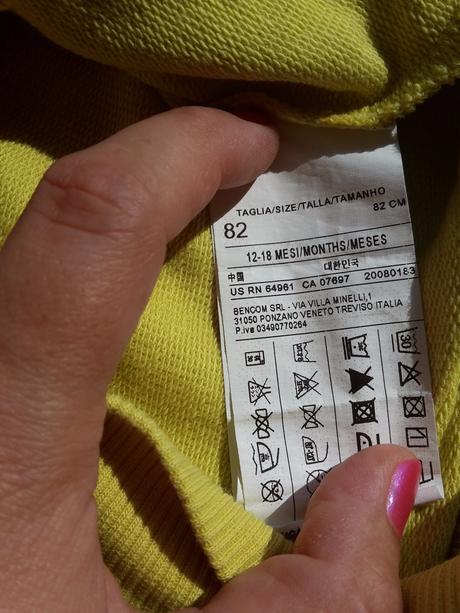 TAGLIA/SIZE/TALLA/TAMANHO
82 82 CM
12-18 MESI/MONTHS/MESES
中国 대한민국
US RN 64961 CA 07697 20080183
BENCOM SRL - VIA VILLA MINELLI,1
31050 PONZANO VENETO TREVISO ITALIA
P.iva 03490770264
30